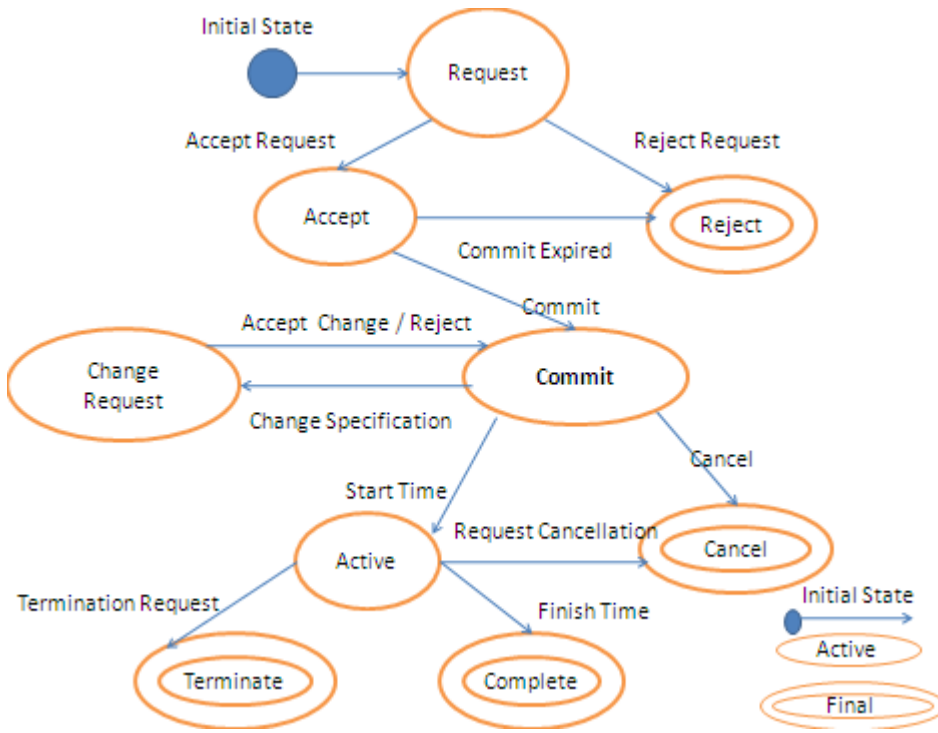 Initial State
Request
Accept Request
Reject Request
Accept
Reject
Commit Expired
Commit
Accept  Change / Reject
Change
Request
Commit
Change Specification
Cancel
Start Time
Request Cancellation
Active
Cancel
Termination Request
Finish Time
Initial State
Active
Terminate
Complete
Final